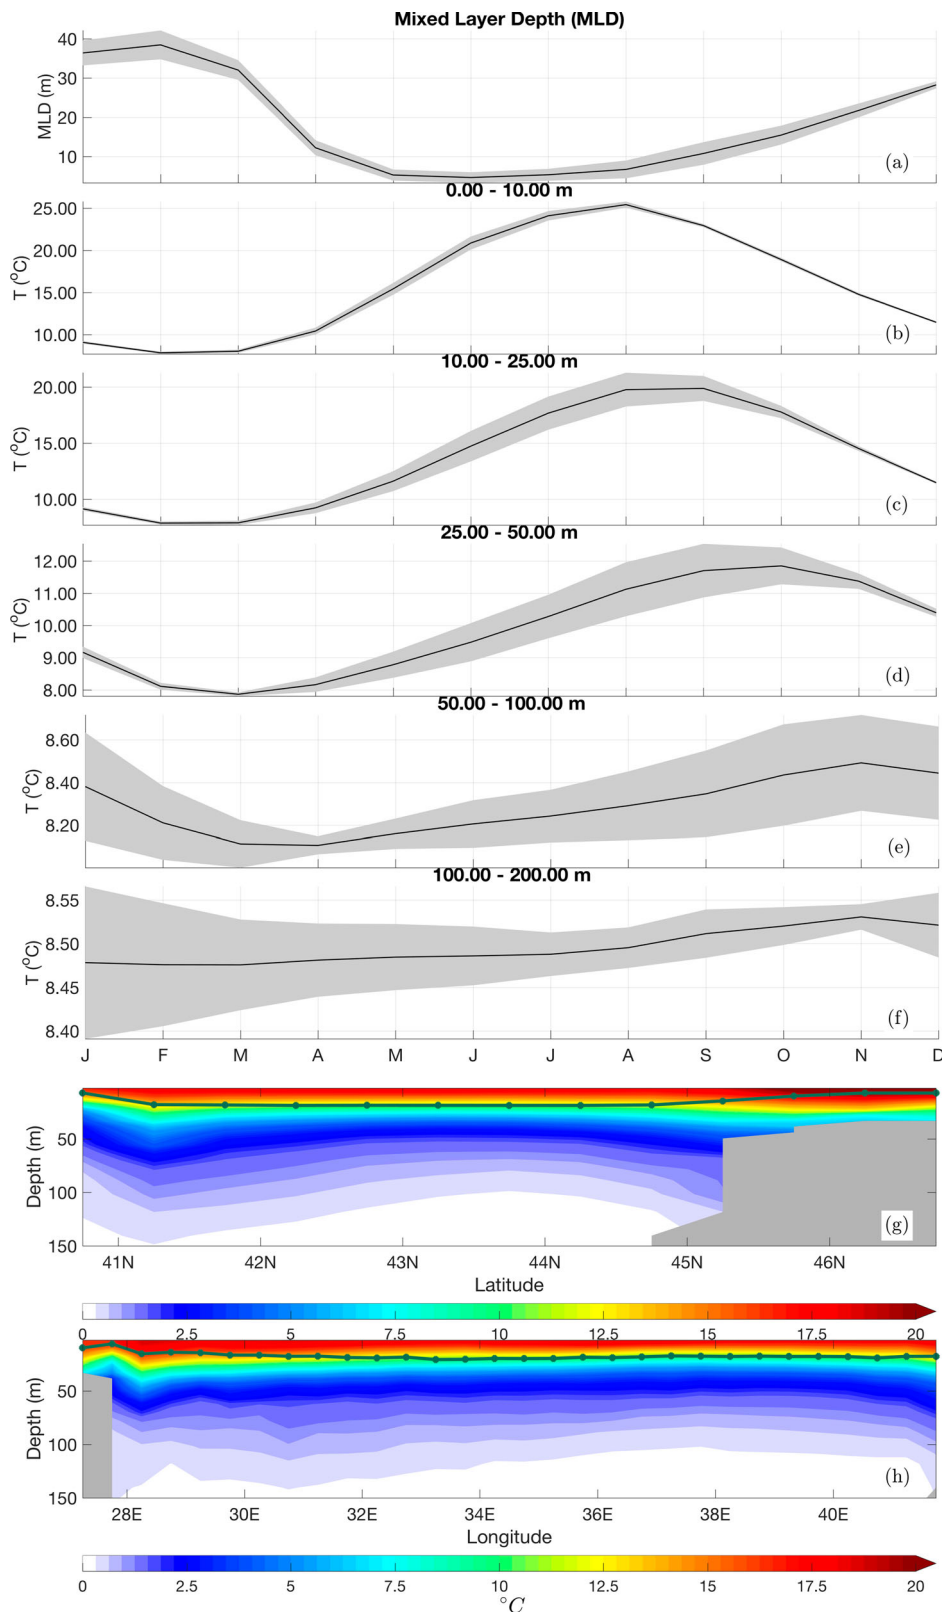 Mixed Layer Depth (MLD)
40
30
20
10
MLD (m)
(a)
0.00 - 10.00 m
25.00
20.00
15.00
10.00
T (°C)
(b)
10.00 - 25.00 m
20.00
15.00
10.00
T (°C)
(c)
25.00 - 50.00 m
12.00
11.00
10.00
9.00
8.00
T (°C)
(d)
50.00 - 100.00 m
8.60
8.40
8.20
T (°C)
(e)
100.00 - 200.00 m
8.55
8.50
8.45
8.40
T (°C)
(f)
J F M A M J J A S O N D
50
100
150
Depth (m)
(g)
41N 42N 43N 44N 45N 46N
Latitude
0 2.5 5 7.5 10 12.5 15 17.5 20
50
100
150
Depth (m)
(h)
28E 30E 32E 34E 36E 38E 40E
Longitude
0 2.5 5 7.5 10 12.5 15 17.5 20
°C